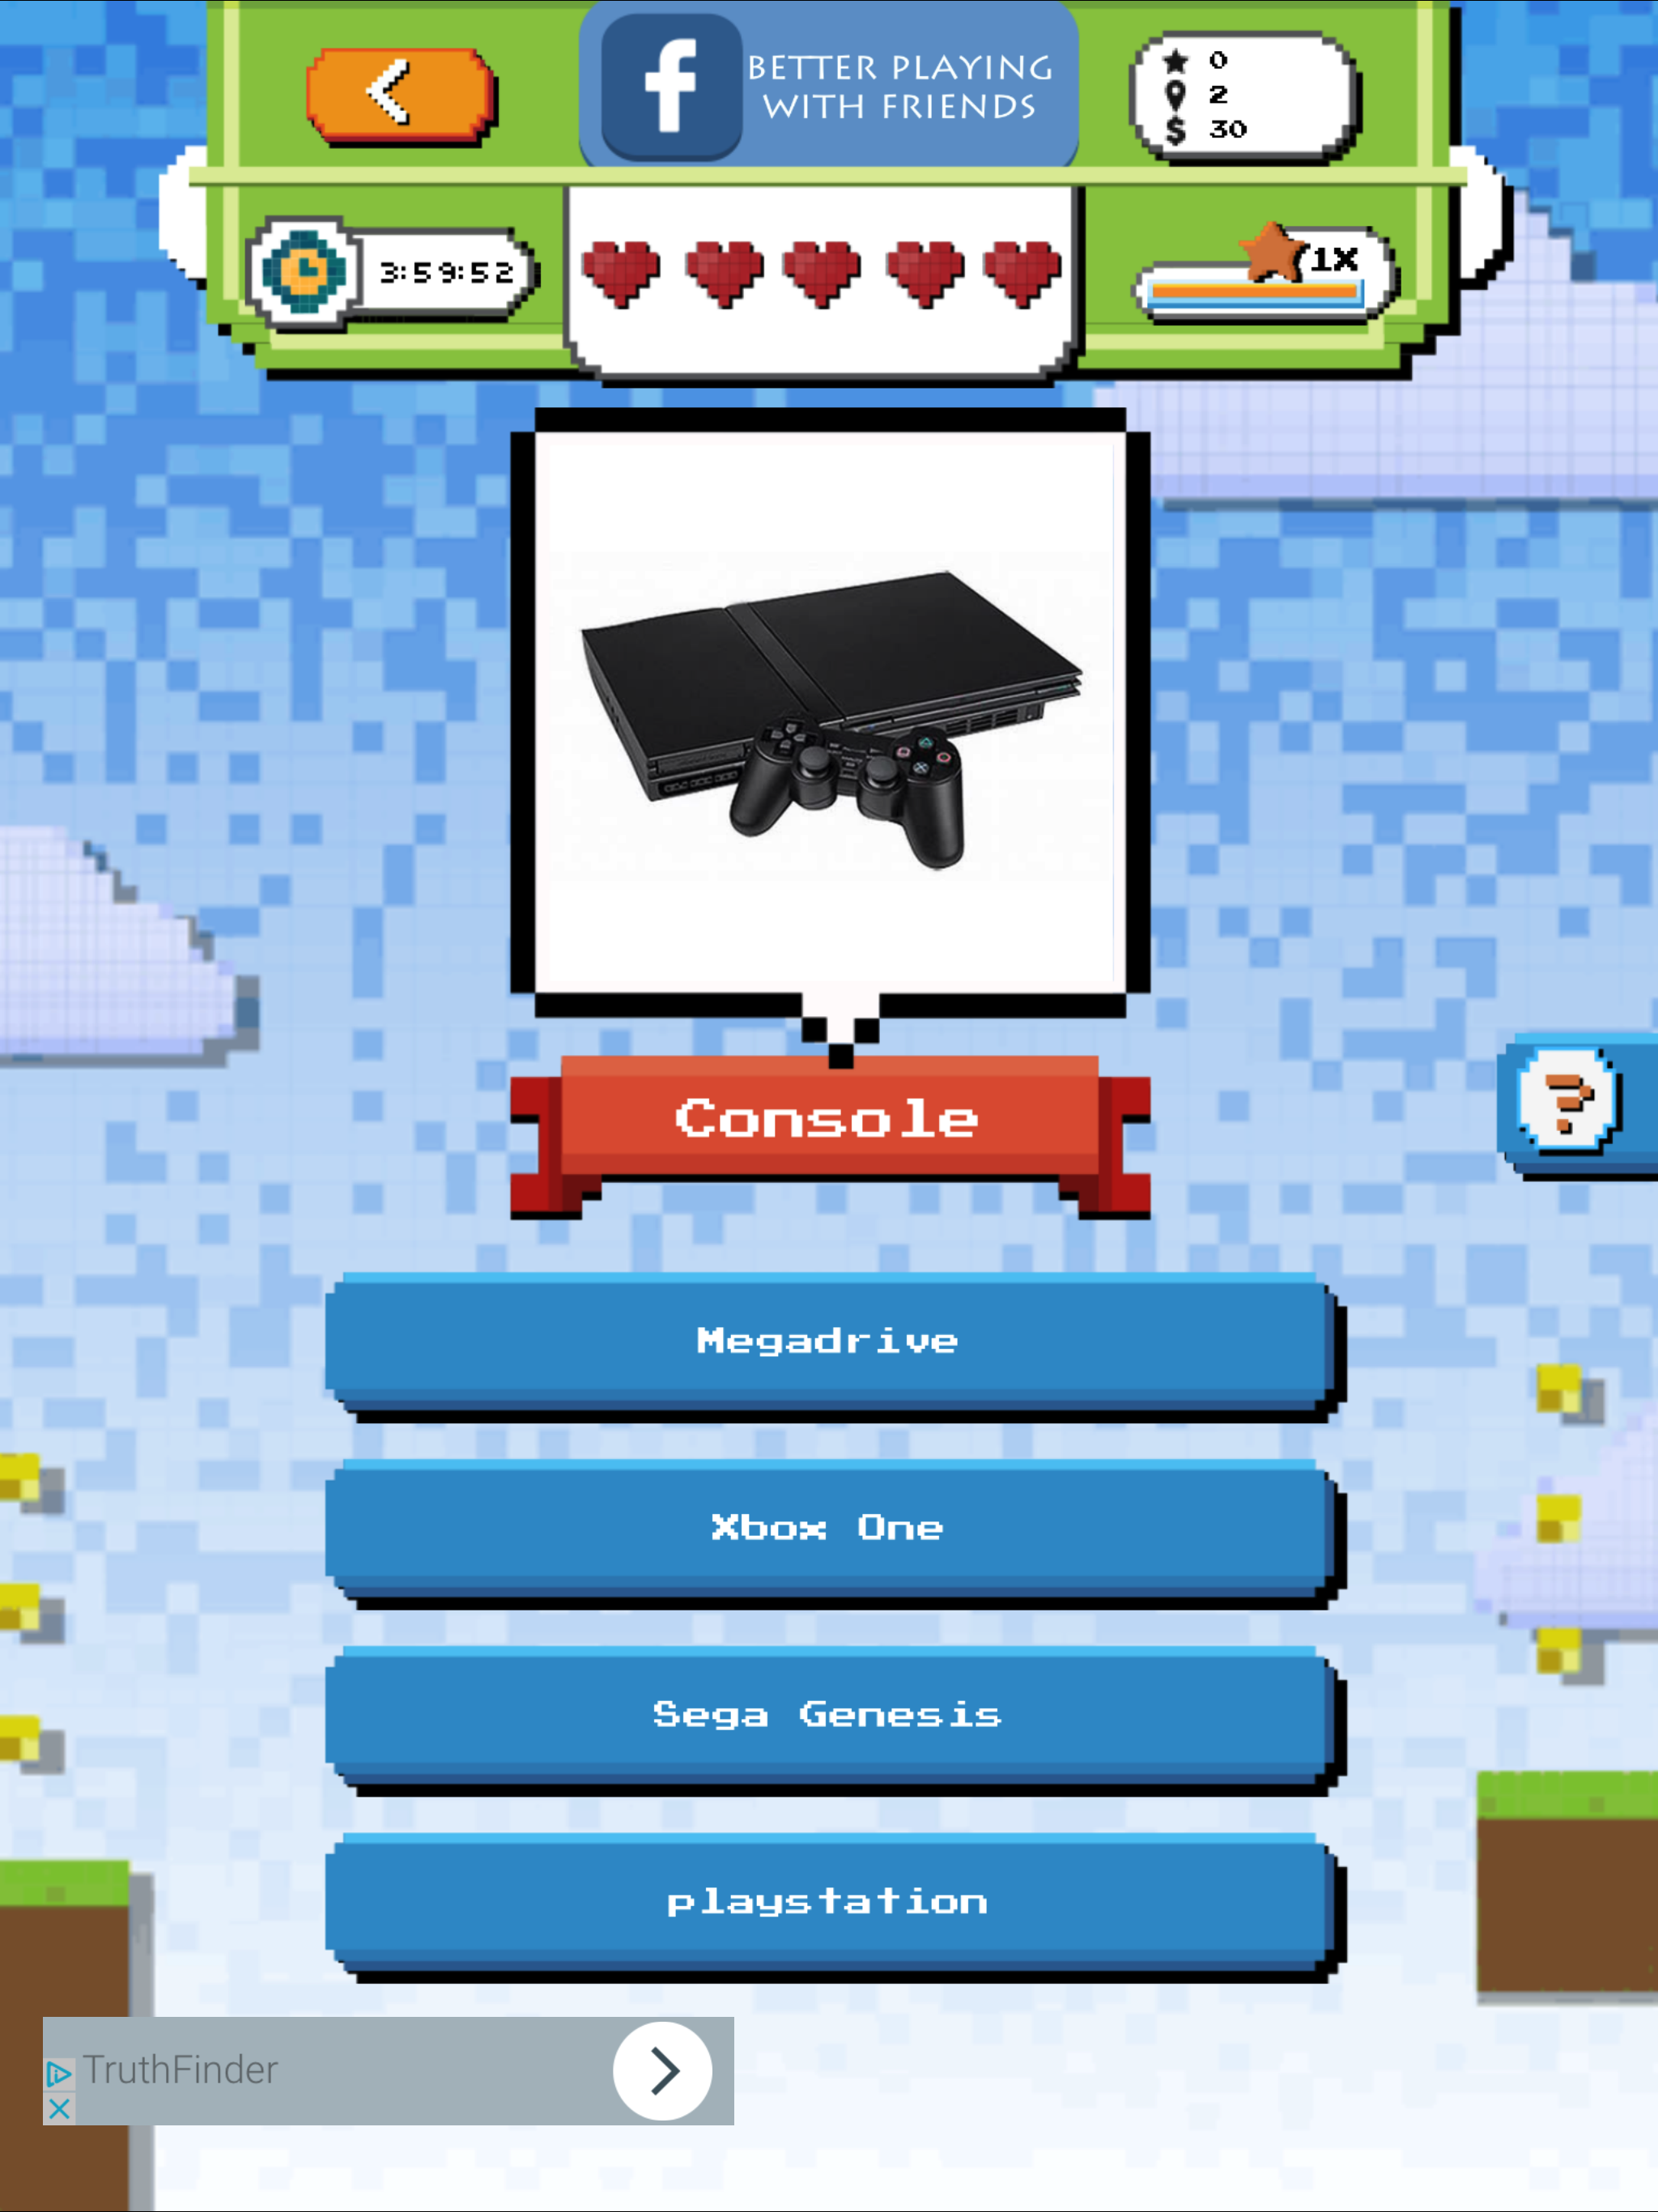 f
BETTER PLAYING
WITH FRIENDS
0
2
$ 30
3:59:52
1X
Console
?
Megadrive
Xbox One
Sega Genesis
playstation
TruthFinder